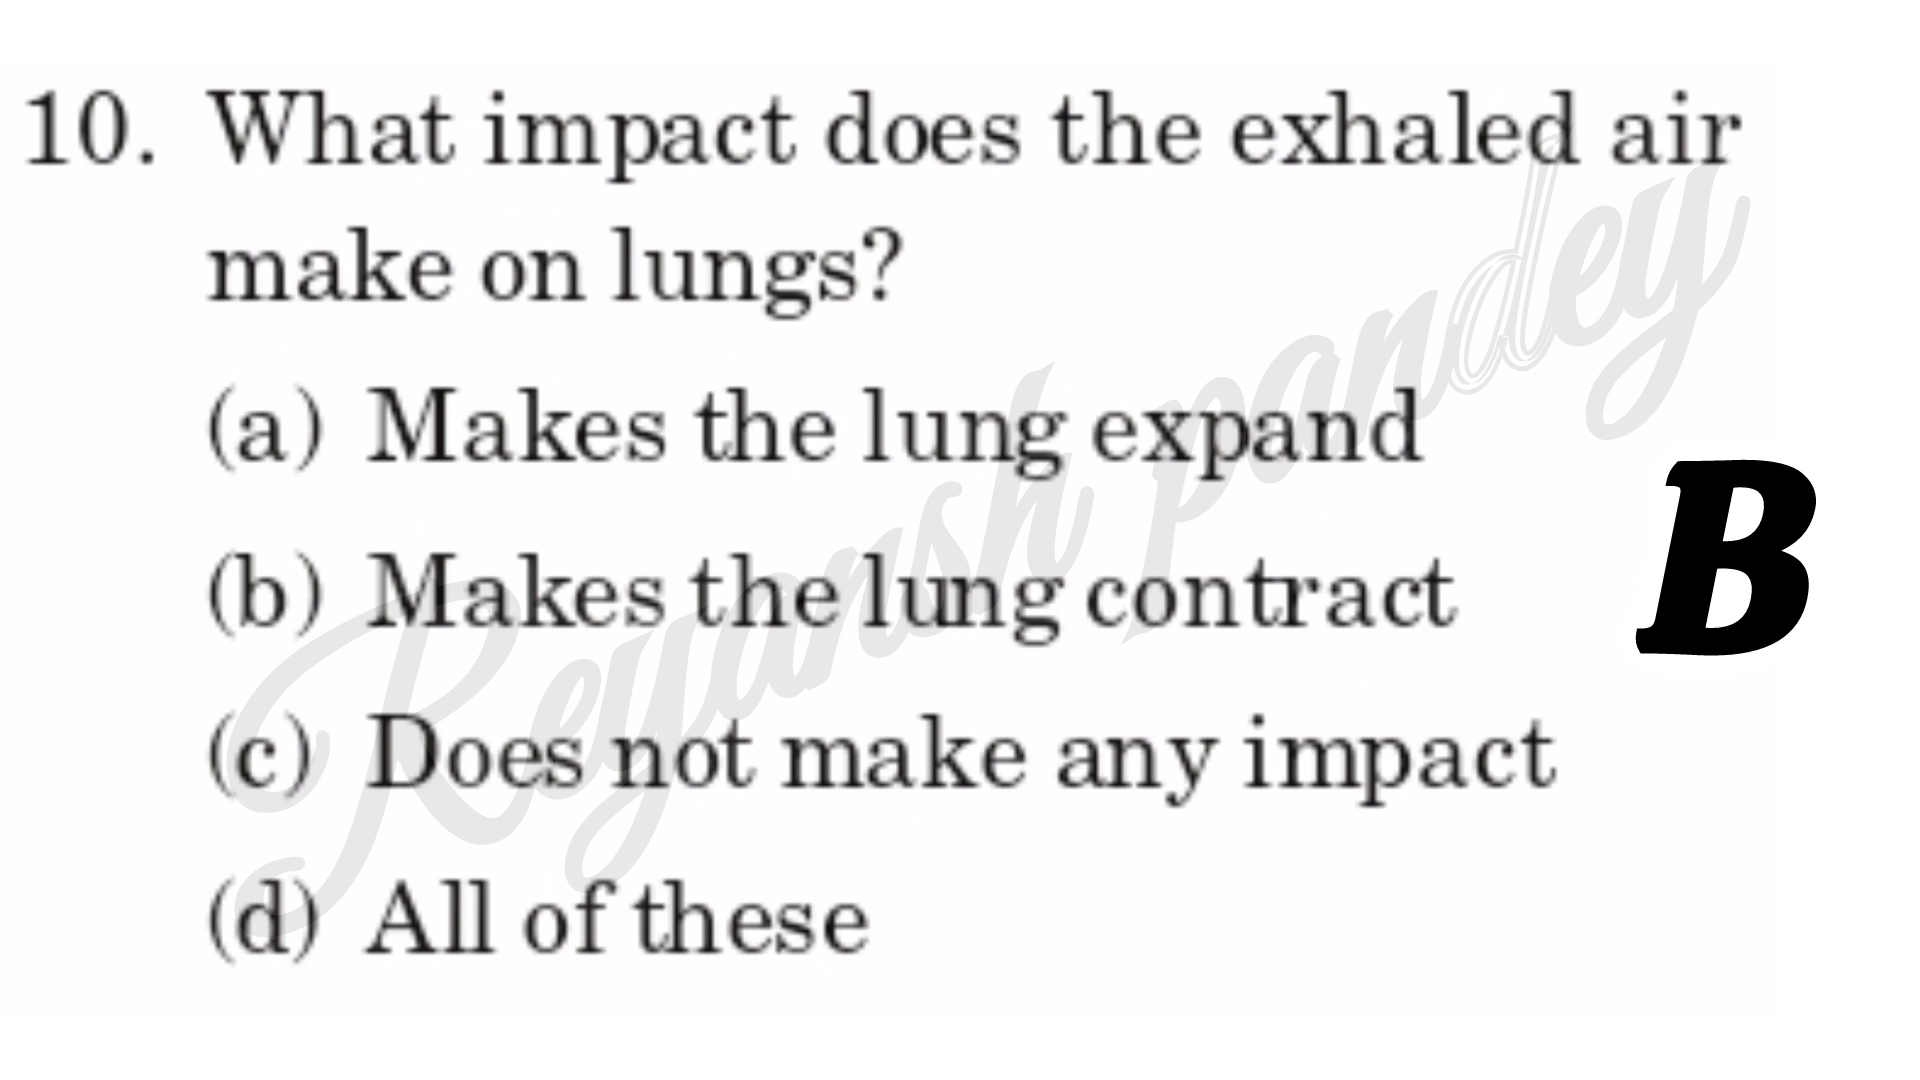 10. What impact does the exhaled air
make on lungs?
(a) Makes the lung expand
(b) Makes the lung contract
B
(c) Does not make any impact
(d) All of these
Reyansh pandey